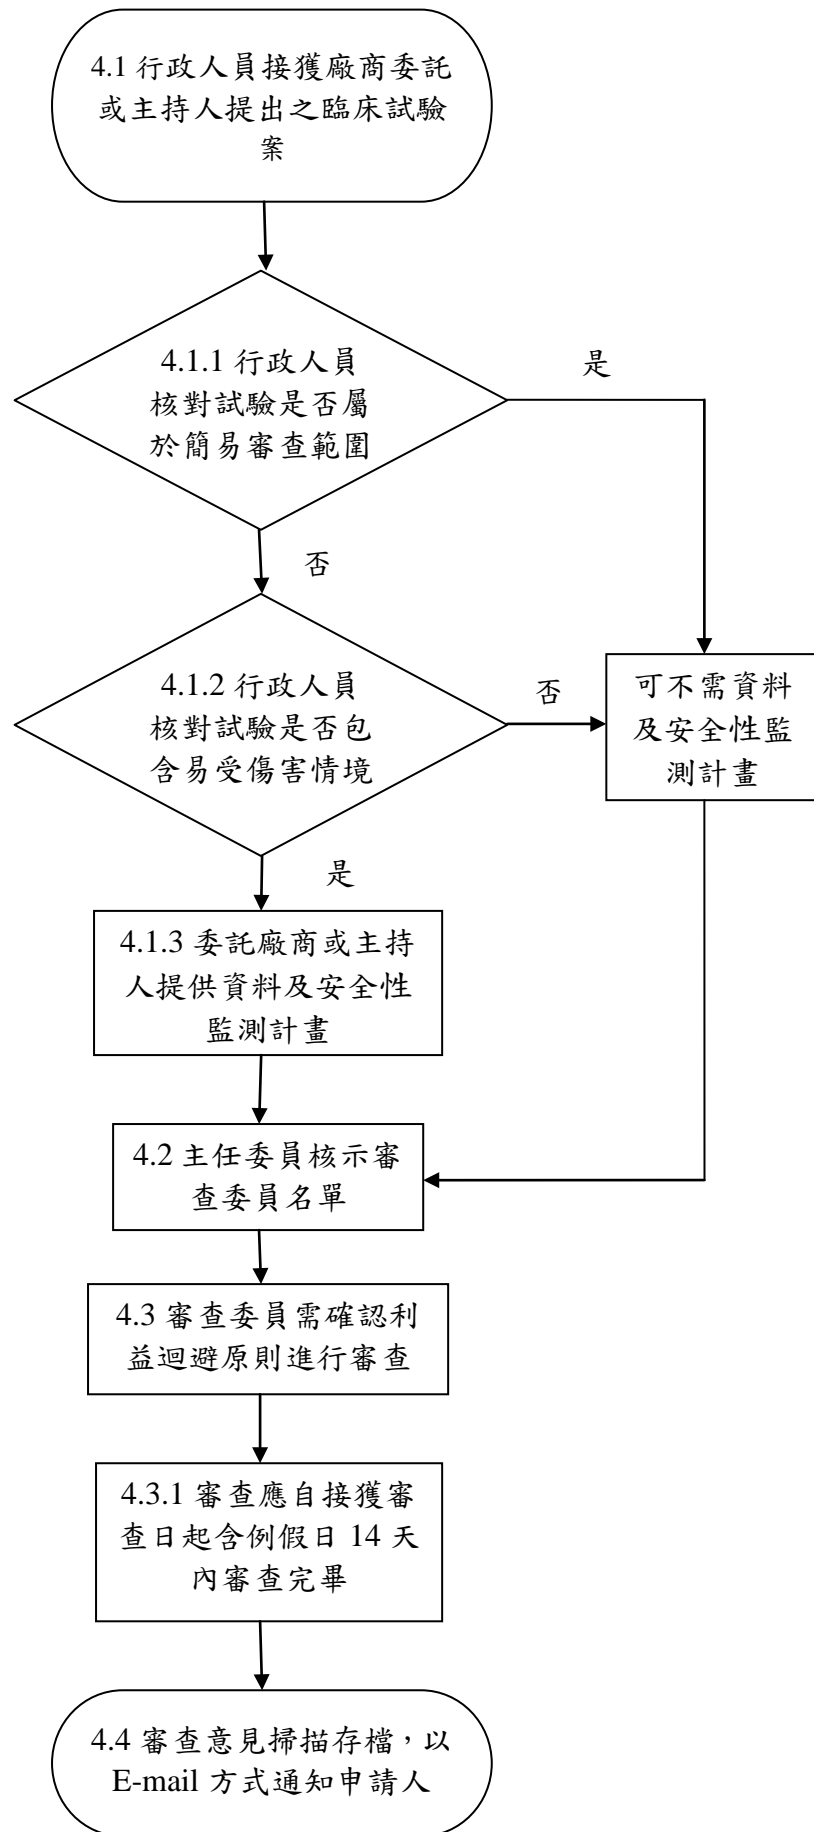 4.1 行政人員接獲廠商委託
或主持人提出之臨床試驗
案
4.1.1 行政人員
核對試驗是否屬
於簡易審查範圍
是
否
4.1.2 行政人員
核對試驗是否包
含易受傷害情境
否
可不需資料
及安全性監
測計畫
是
4.1.3 委託廠商或主持
人提供資料及安全性
監測計畫
4.2 主任委員核示審
查委員名單
4.3 審查委員需確認利
益迴避原則進行審查
4.3.1 審查應自接獲審
查日起含例假日 14 天
內審查完畢
4.4 審查意見掃描存檔，以
E-mail 方式通知申請人